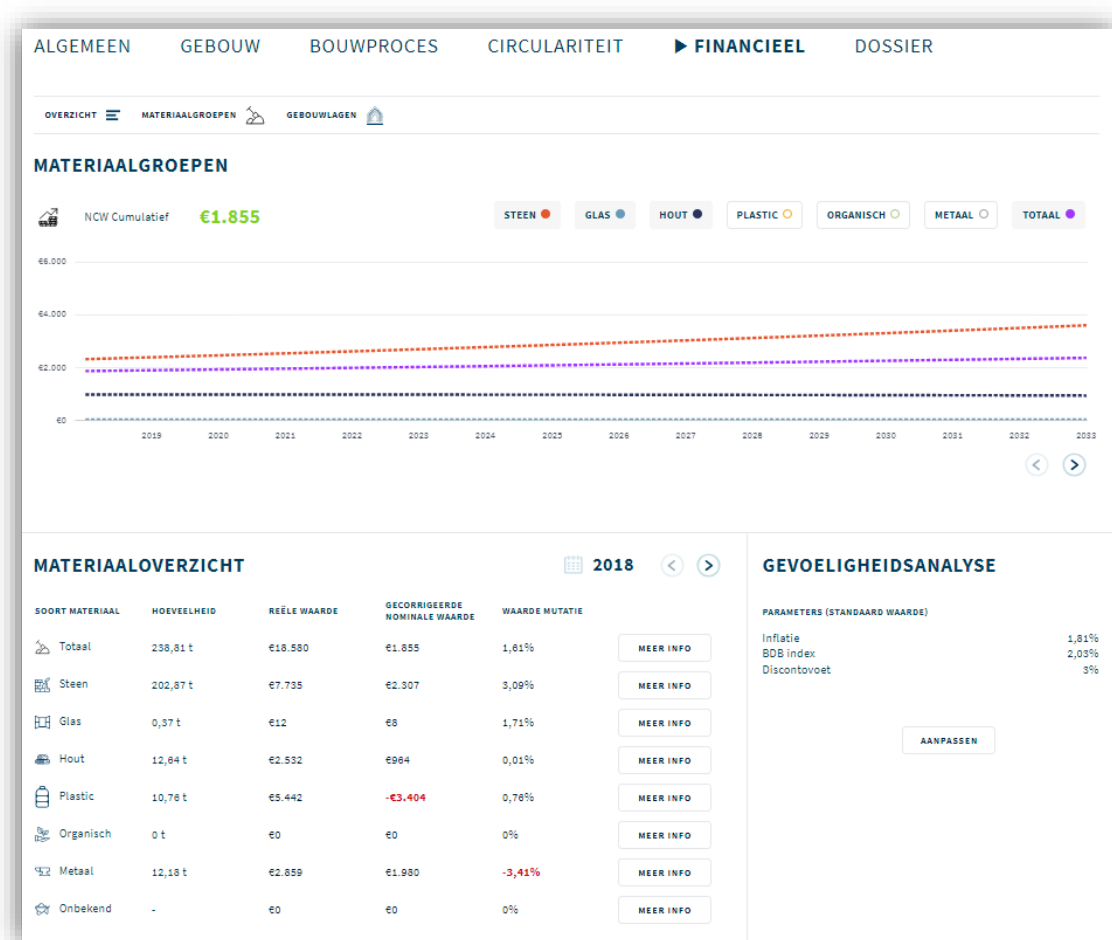 ALGEMEEN GEBOUW BOUWPROCES CIRCULARITEIT ▶ FINANCIEEL DOSSIER
OVERZICHT MATERIAALGROEPEN GEBOUWLAGEN
MATERIAALGROEPEN
NCW Cumulatief €1.855 STEEN GLAS HOUT PLASTIC ORGANISCH METAAL TOTAAL
€6.000
€4.000
€2.000
€0
2019 2020 2021 2022 2023 2024 2025 2026 2027 2028 2029 2030 2031 2032 2033
MATERIAALOVERZICHT 2018
SOORT MATERIAAL HOEVEELHEID REËLE WAARDE GECORRIGEERDE NOMINALE WAARDE WAARDE MUTATIE
Totaal 238,81 t €18.580 €1.855 1,61% MEER INFO
Steen 202,87 t €7.735 €2.307 3,09% MEER INFO
Glas 0,37 t €12 €8 1,71% MEER INFO
Hout 12,64 t €2.532 €964 0,01% MEER INFO
Plastic 10,76 t €5.442 -€3.404 0,76% MEER INFO
Organisch 0 t €0 €0 0% MEER INFO
Metaal 12,18 t €2.859 €1.980 -3,41% MEER INFO
Onbekend - €0 €0 0% MEER INFO
GEVOELIGHEIDSANALYSE
PARAMETERS (STANDAARD WAARDE)
Inflatie 1,81%
BDB index 2,03%
Discontovoet 3%
AANPASSEN